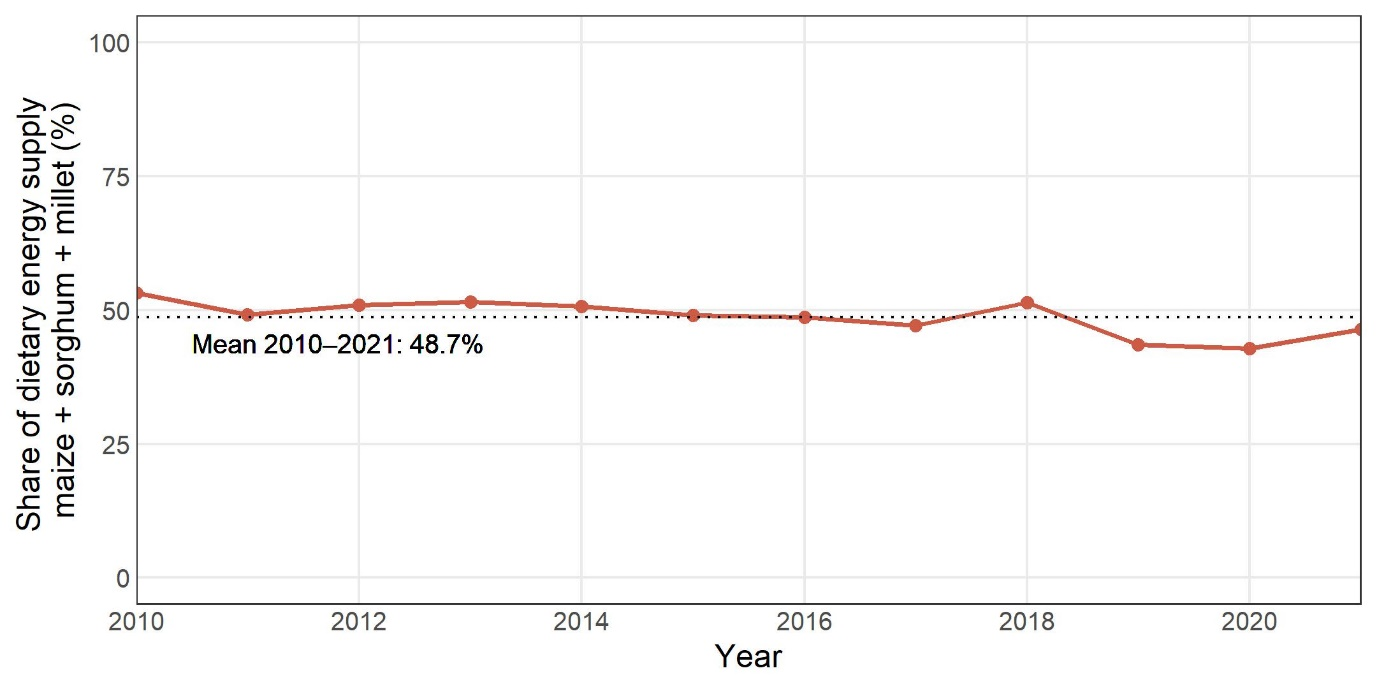 Share of dietary energy supply
maize + sorghum + millet (%)
100
75
50
25
0
Mean 2010–2021: 48.7%
2010 2012 2014 2016 2018 2020
Year